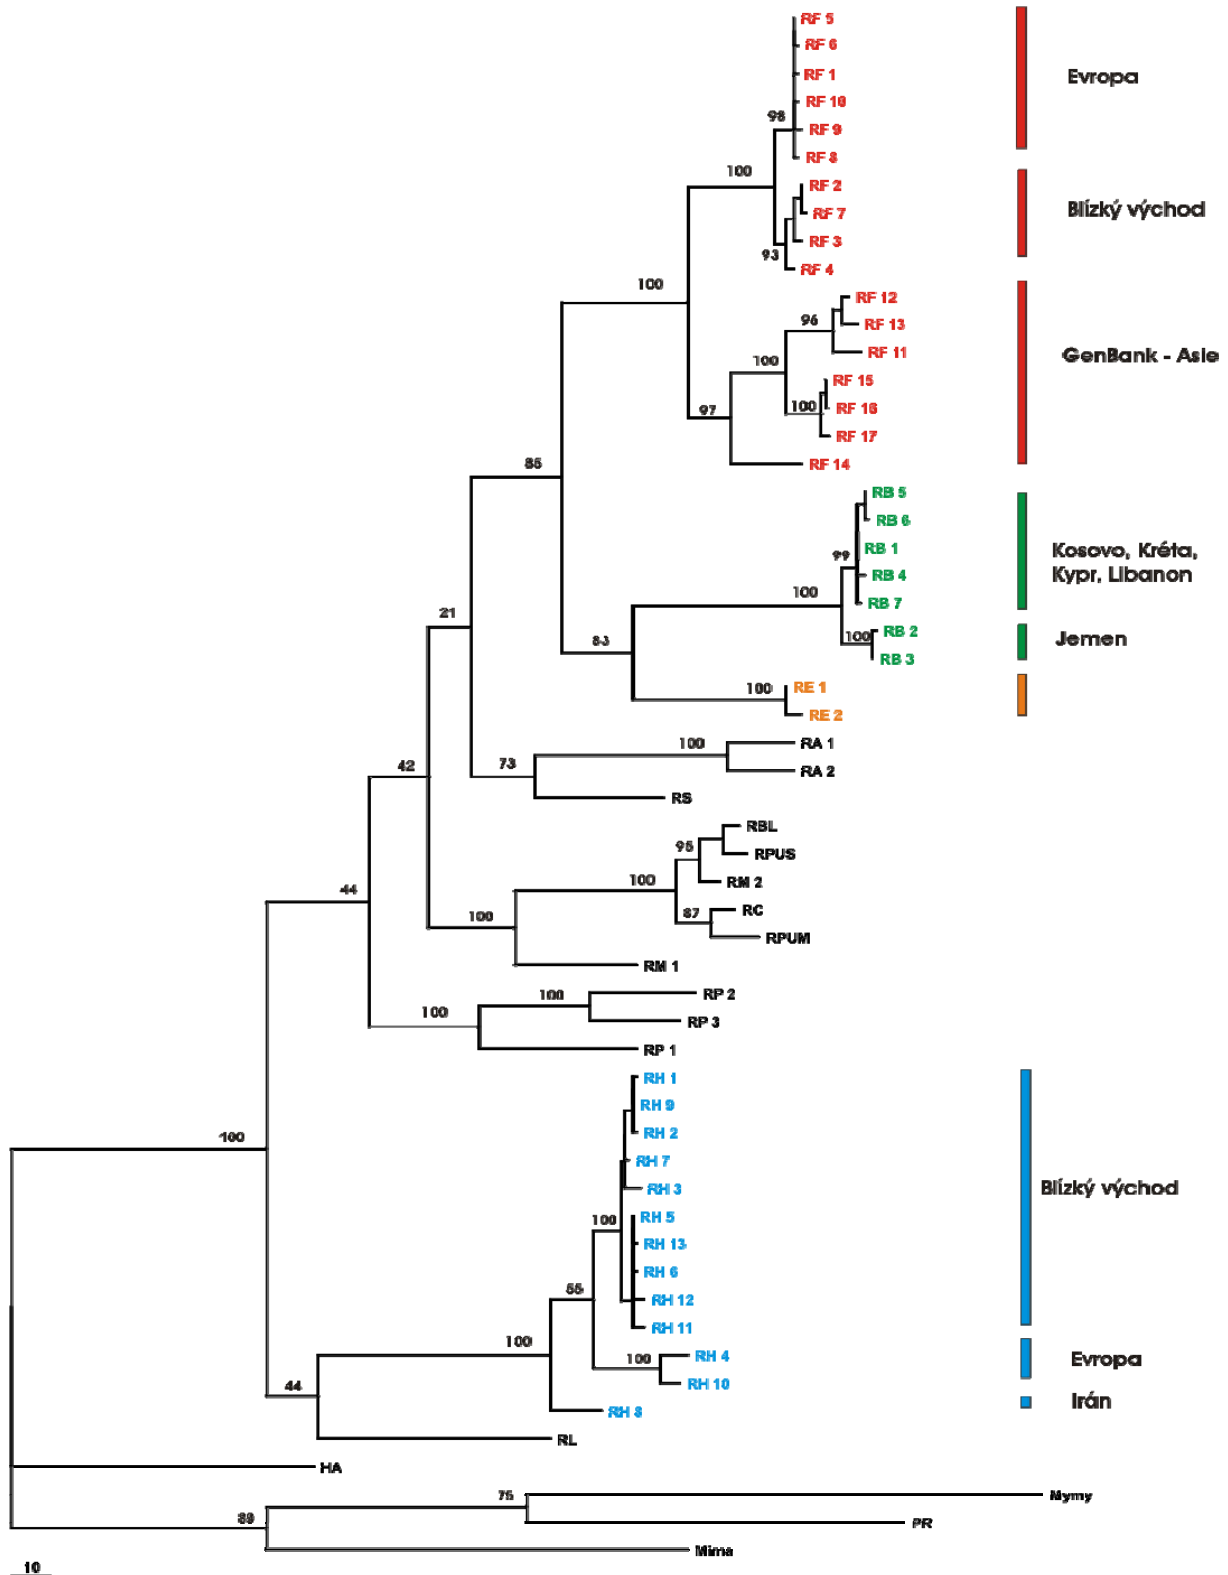 RF 5
RF 6
RF 1
Evropa
RF 10
98
RF 9
RF 8
100
RF 2
Blízký východ
RF 7
RF 3
93
RF 4
100
RF 12
96
RF 13
RF 11
GenBank - Asie
100
RF 15
100
RF 16
97
RF 17
85
RF 14
RB 5
RB 6
99
RB 1
Kosovo, Kréta,
Kypr, Libanon
RB 4
100
RB 7
21
RB 2
83
100
Jemen
RB 3
100
RE 1
RE 2
100
RA 1
42
73
RA 2
RS
RBL
95
RPUS
100
RM 2
44
RC
100
87
RPUM
RM 1
100
RP 2
100
RP 3
RP 1
RH 1
RH 9
100
RH 2
RH 7
RH 3
Blízký východ
100
RH 5
RH 13
RH 6
55
RH 12
RH 11
100
100
RH 4
Evropa
44
RH 10
Irán
RH 8
RL
HA
75
Mymy
89
PR
Mima
10